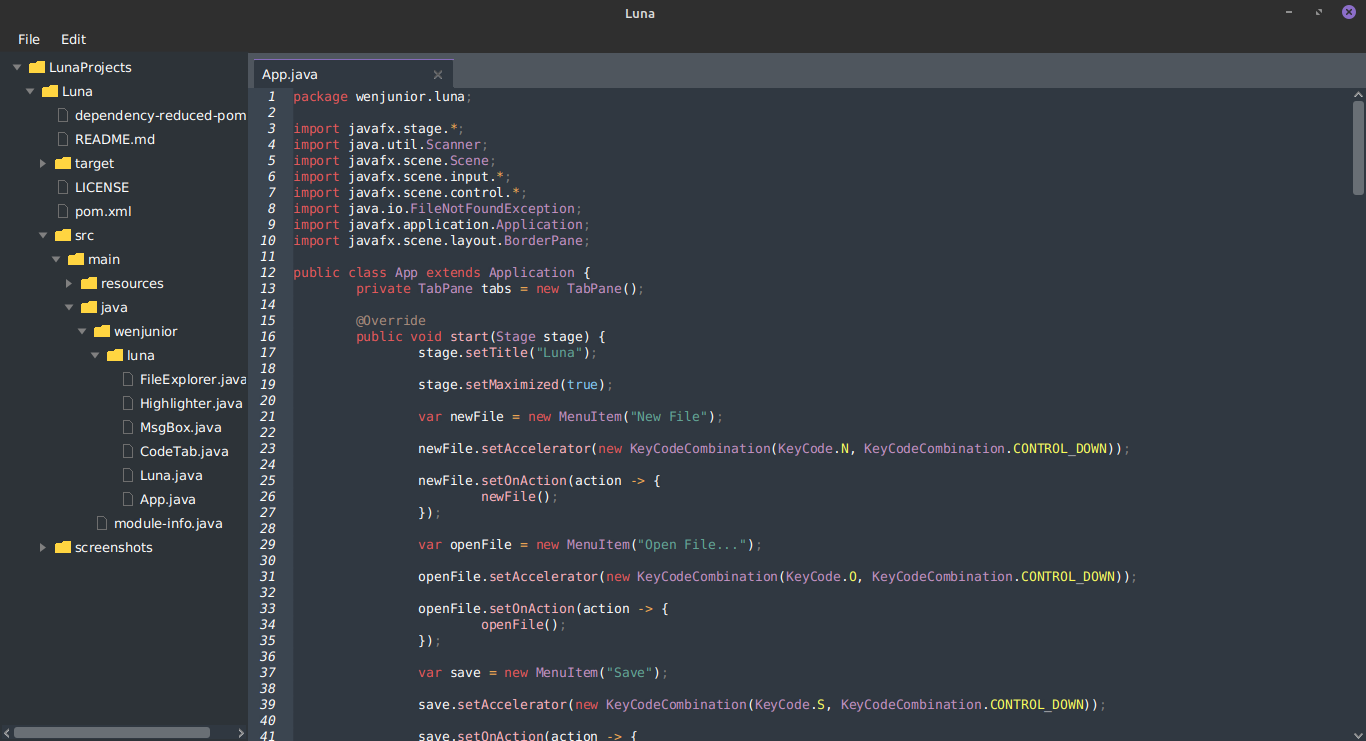 Luna
File Edit
LunaProjects
Luna
dependency-reduced-pom
README.md
target
LICENSE
pom.xml
src
main
resources
java
wenjunior
luna
FileExplorer.java
Highlighter.java
MsgBox.java
CodeTab.java
Luna.java
App.java
module-info.java
screenshots
App.java
1 package wenjunior.luna;
2
3 import javafx.stage.*;
4 import java.util.Scanner;
5 import javafx.scene.Scene;
6 import javafx.scene.input.*;
7 import javafx.scene.control.*;
8 import java.io.FileNotFoundException;
9 import javafx.application.Application;
10 import javafx.scene.layout.BorderPane;
11
12 public class App extends Application {
13 private TabPane tabs = new TabPane();
14
15 @Override
16 public void start(Stage stage) {
17 stage.setTitle("Luna");
18
19 stage.setMaximized(true);
20
21 var newFile = new MenuItem("New File");
22
23 newFile.setAccelerator(new KeyCodeCombination(KeyCode.N, KeyCodeCombination.CONTROL_DOWN));
24
25 newFile.setOnAction(action -> {
26 newFile();
27 });
28
29 var openFile = new MenuItem("Open File...");
30
31 openFile.setAccelerator(new KeyCodeCombination(KeyCode.O, KeyCodeCombination.CONTROL_DOWN));
32
33 openFile.setOnAction(action -> {
34 openFile();
35 });
36
37 var save = new MenuItem("Save");
38
39 save.setAccelerator(new KeyCodeCombination(KeyCode.S, KeyCodeCombination.CONTROL_DOWN));
40
41 save.setOnAction(action -> {